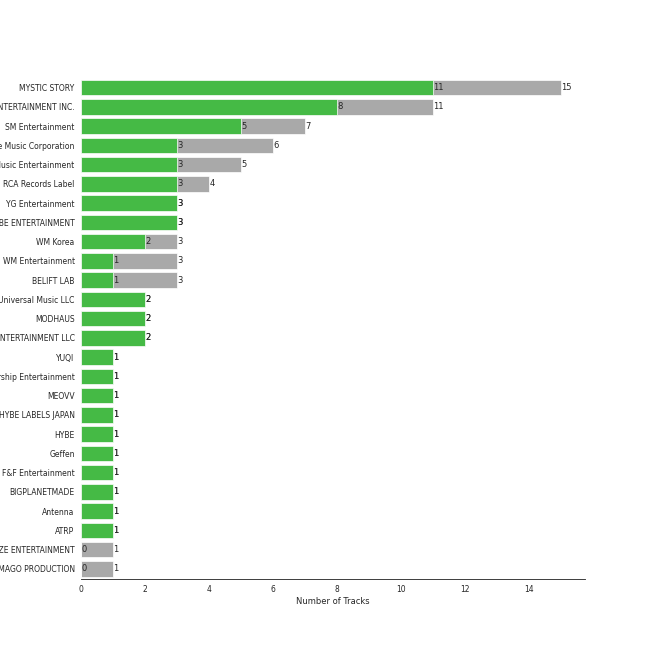 MYSTIC STORY 11 15
NTERTAINMENT INC. 8 11
SM Entertainment 5 7
e Music Corporation 3 6
Music Entertainment 3 5
RCA Records Label 3 4
YG Entertainment 3
BE ENTERTAINMENT 3
WM Korea 2 3
WM Entertainment 1 3
BELIFT LAB 1 3
Universal Music LLC 2
MODHAUS 2
NTERTAINMENT LLC 2
YUQI 1
rship Entertainment 1
MEOVV 1
HYBE LABELS JAPAN 1
HYBE 1
Geffen 1
F&F Entertainment 1
BIGPLANETMADE 1
Antenna 1
ATRP 1
ZE ENTERTAINMENT 0 1
MAGO PRODUCTION 0 1
0 2 4 6 8 10 12 14
Number of Tracks